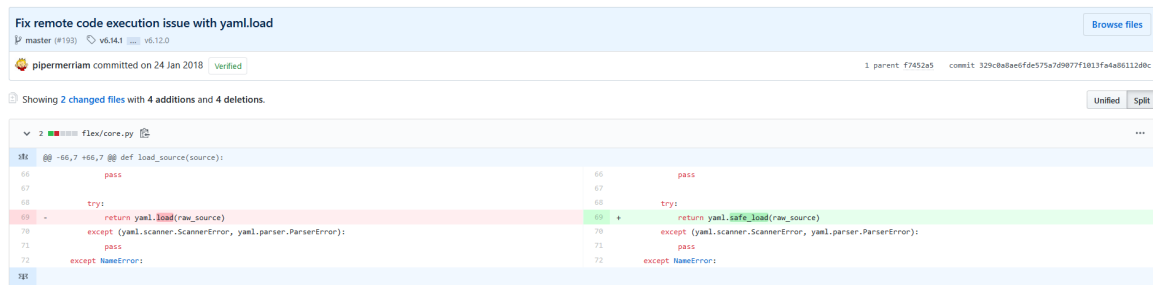 Fix remote code execution issue with yaml.load
Browse files
master (#193) v6.14.1 ... v6.12.0
pipermerriam committed on 24 Jan 2018 Verified
1 parent f7452a5 commit 329c0a8ae6fde575a7d9077f1013fa4a86112d0c
Showing 2 changed files with 4 additions and 4 deletions.
Unified Split
2 flex/core.py
@@ -66,7 +66,7 @@ def load_source(source):
66 pass 66 pass
67 67
68 try: 68 try:
69 - return yaml.load(raw_source) 69 + return yaml.safe_load(raw_source)
70 except (yaml.scanner.ScannerError, yaml.parser.ParserError): 70 except (yaml.scanner.ScannerError, yaml.parser.ParserError):
71 pass 71 pass
72 except NameError: 72 except NameError: